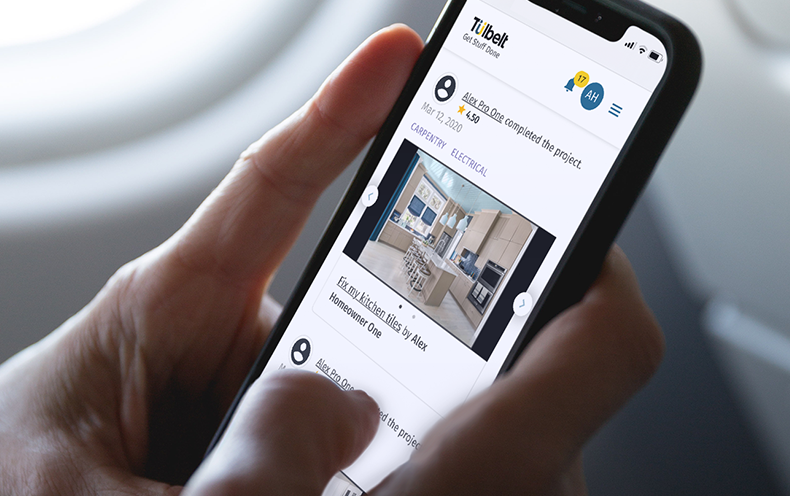 Tülbelt
Get Stuff Done
17
AH
Alex Pro One completed the project.
4.50
Mar 12, 2020
CARPENTRY ELECTRICAL
Fix my kitchen tiles by Alex
Homeowner One
Alex Pro One
ed the project